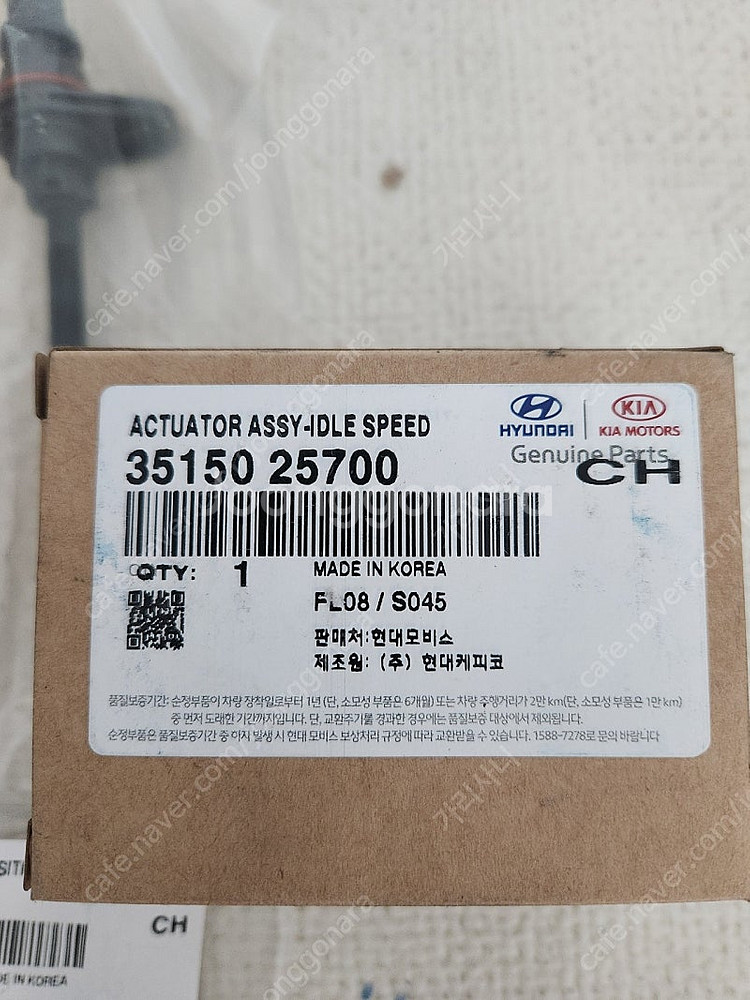 ACTUATOR ASSY-IDLE SPEED
HYUNDAI
KIA
KIA MOTORS
35150 25700
Genuine Parts
CH
QTY: 1
MADE IN KOREA
FL08 / S045
판매처:현대모비스
제조원: (주) 현대케피코
품질보증기간: 순정부품이 차량 장착일로부터 1년 (단, 소모성 부품은 6개월) 또는 차량 주행거리가 2만 km(단, 소모성 부품은 1만 km)
중 먼저 도래한 기간까지입니다. 단, 교환주기를 경과한 경우에는 품질보증 대상에서 제외됩니다.
순정부품은 품질보증기간 중 하자 발생 시 현대 모비스 보상처리 규정에 따라 교환받을 수 있습니다. 1588-7278로 문의 바랍니다
CH
IN KOREA
cafe.naver.com/joonggonara
가리사니
joonggonara